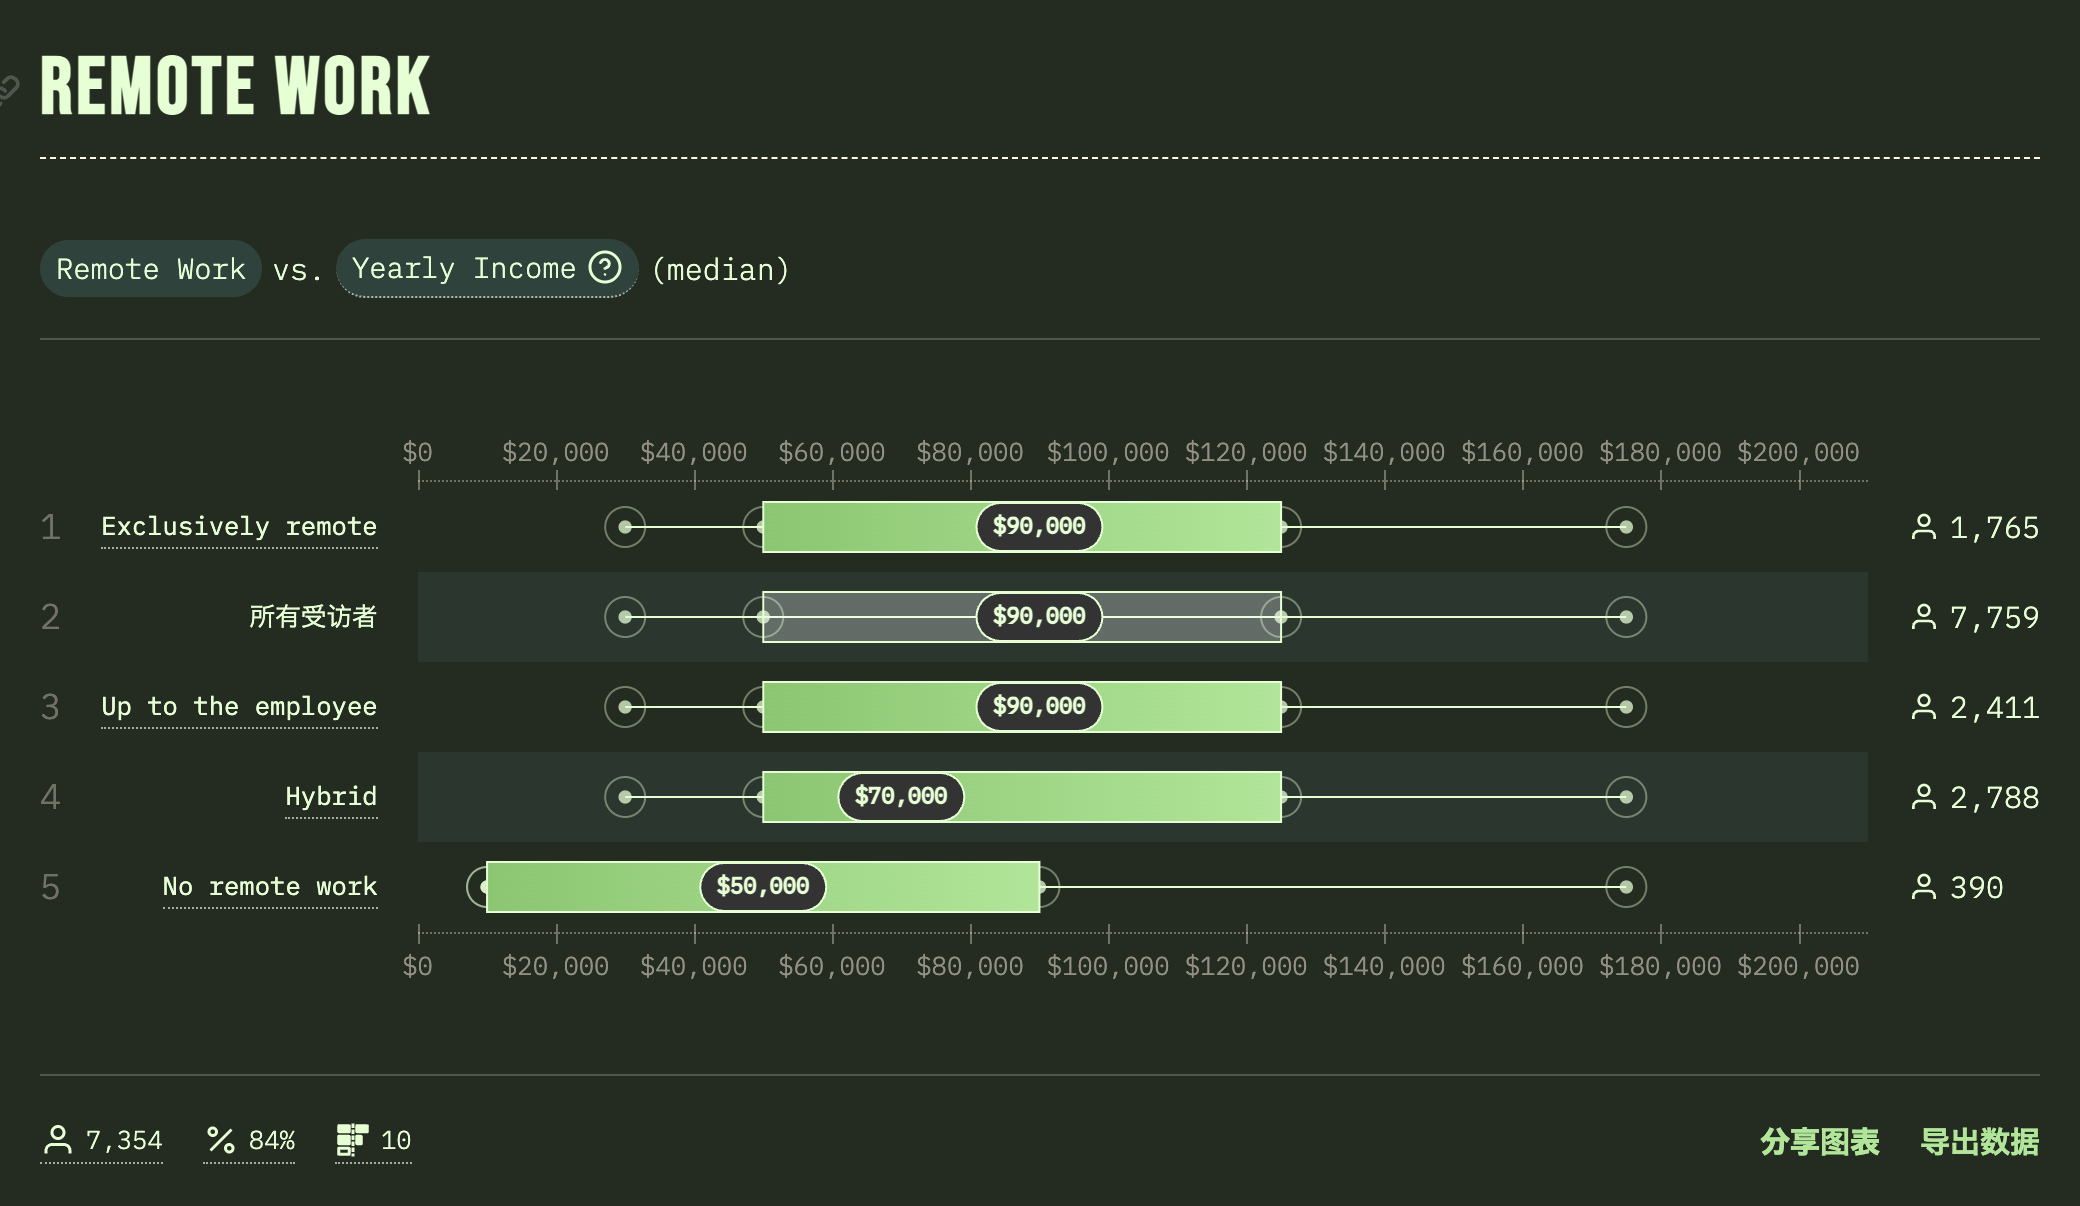 REMOTE WORK
Remote Work vs. Yearly Income (median)
$0 $20,000 $40,000 $60,000 $80,000 $100,000 $120,000 $140,000 $160,000 $180,000 $200,000
1 Exclusively remote $90,000 1,765
2 所有受访者 $90,000 7,759
3 Up to the employee $90,000 2,411
4 Hybrid $70,000 2,788
5 No remote work $50,000 390
$0 $20,000 $40,000 $60,000 $80,000 $100,000 $120,000 $140,000 $160,000 $180,000 $200,000
7,354 84% 10 分享图表 导出数据